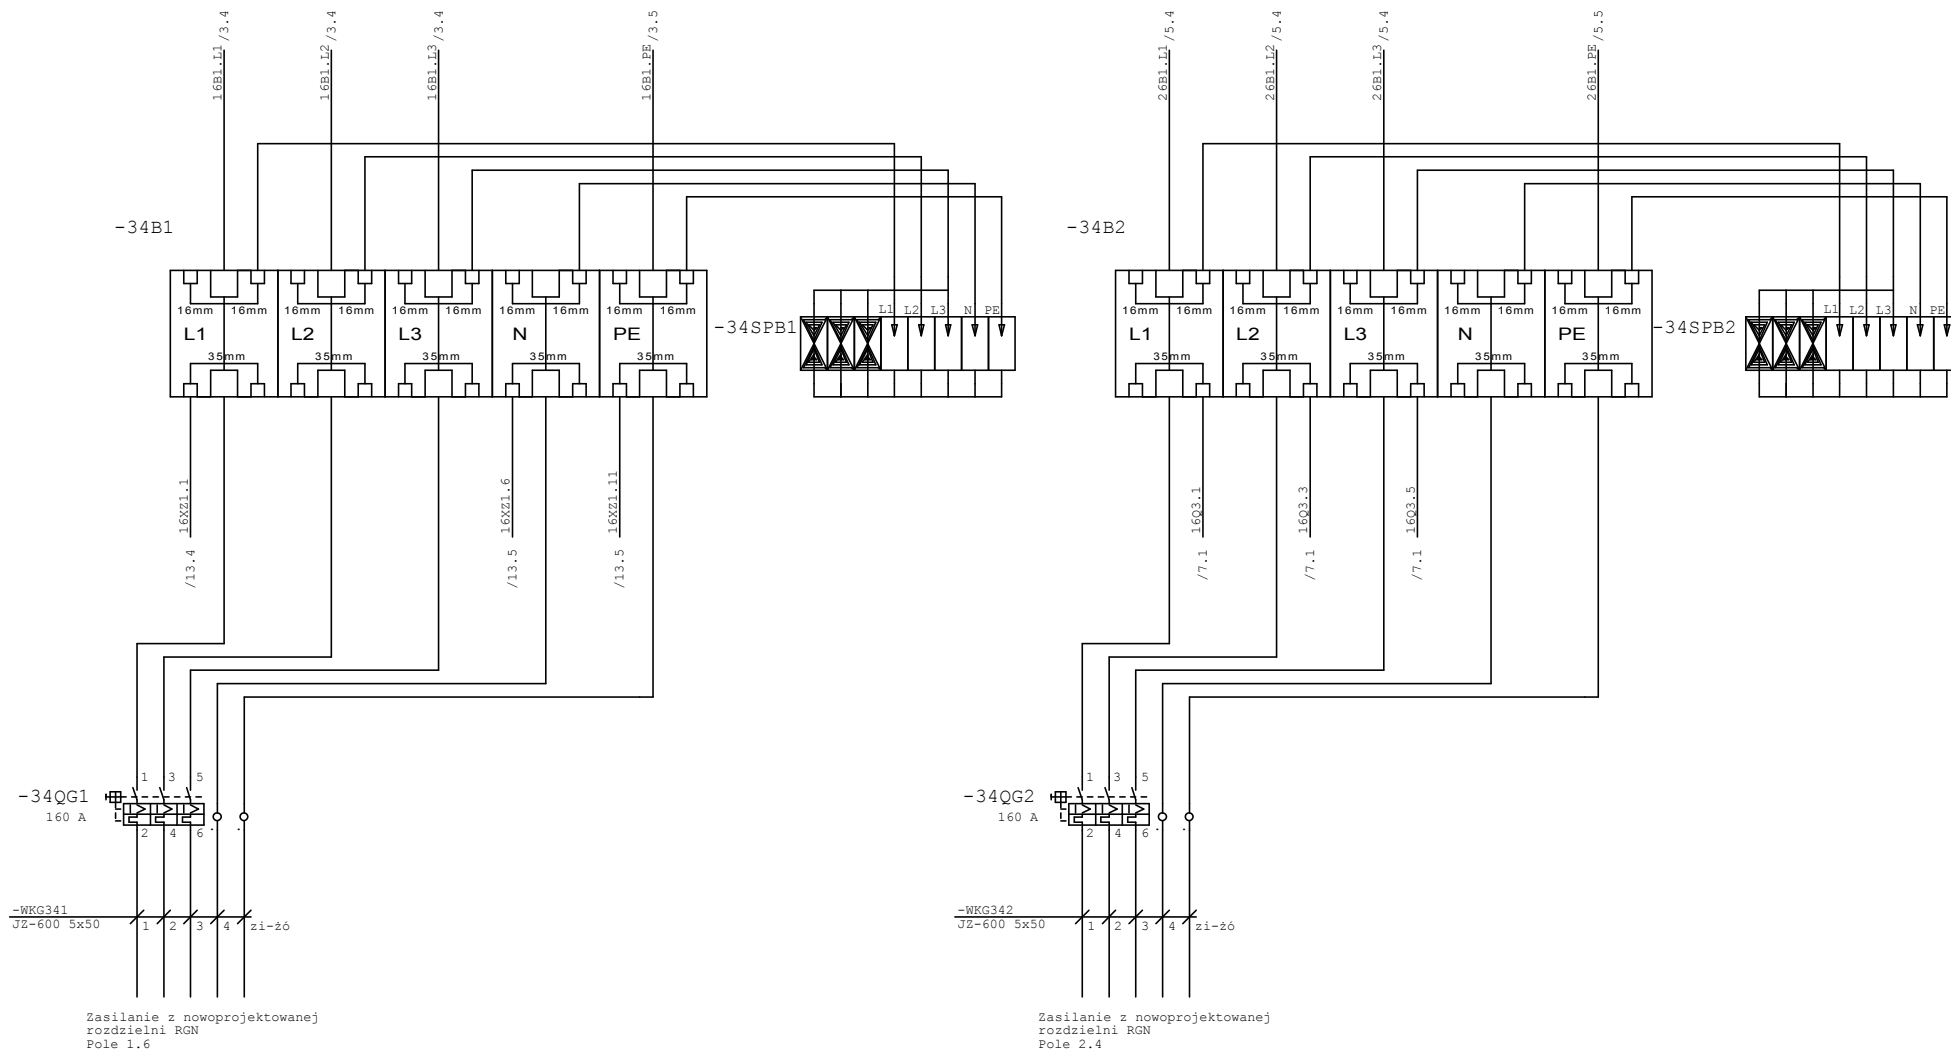 16B1.L1 /3.4
16B1.L2 /3.4
16B1.L3 /3.4
16B1.PE /3.5
26B1.L1 /5.4
26B1.L2 /5.4
26B1.L3 /5.4
26B1.PE /5.5
-34B1
16mm 16mm 16mm 16mm 16mm 16mm 16mm 16mm 16mm 16mm
L1 L2 L3 N PE
35mm 35mm 35mm 35mm 35mm
-34SPB1
L1 L2 L3 N PE
-34B2
16mm 16mm 16mm 16mm 16mm 16mm 16mm 16mm 16mm 16mm
L1 L2 L3 N PE
35mm 35mm 35mm 35mm 35mm
-34SPB2
L1 L2 L3 N PE
16XZ1.1 /13.4
16XZ1.6 /13.5
16XZ1.11 /13.5
16Q3.1 /7.1
16Q3.3 /7.1
16Q3.5 /7.1
-34QG1
160 A
1 3 5
2 4 6
-34QG2
160 A
1 3 5
2 4 6
-WKG341
JZ-600 5x50 1 2 3 4 zi-żó
-WKG342
JZ-600 5x50 1 2 3 4 zi-żó
Zasilanie z nowoprojektowanej
rozdzielni RGN
Pole 1.6
Zasilanie z nowoprojektowanej
rozdzielni RGN
Pole 2.4